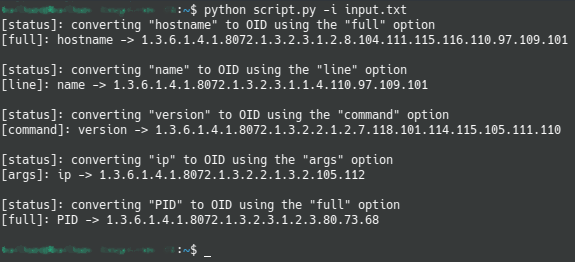 :~$ python script.py -i input.txt
[status]: converting "hostname" to OID using the "full" option
[full]: hostname -> 1.3.6.1.4.1.8072.1.3.2.3.1.2.8.104.111.115.116.110.97.109.101
[status]: converting "name" to OID using the "line" option
[line]: name -> 1.3.6.1.4.1.8072.1.3.2.3.1.1.4.110.97.109.101
[status]: converting "version" to OID using the "command" option
[command]: version -> 1.3.6.1.4.1.8072.1.3.2.2.1.2.7.118.101.114.115.105.111.110
[status]: converting "ip" to OID using the "args" option
[args]: ip -> 1.3.6.1.4.1.8072.1.3.2.2.1.3.2.105.112
[status]: converting "PID" to OID using the "full" option
[full]: PID -> 1.3.6.1.4.1.8072.1.3.2.3.1.2.3.80.73.68
:~$ _